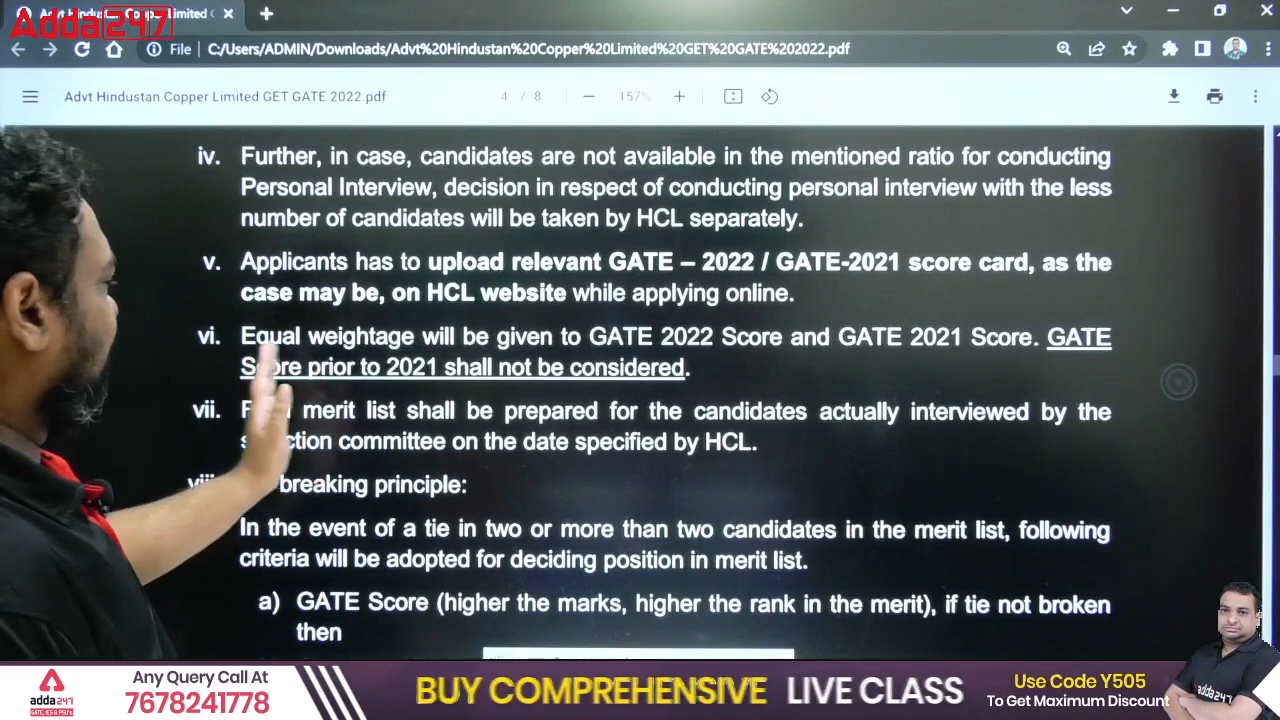 Adda247
Advt Hindustan Copper Limited
File C:/Users/ADMIN/Downloads/Advt%20Hindustan%20Copper%20Limited%20GET%20GATE%202022.pdf
Advt Hindustan Copper Limited GET GATE 2022.pdf 4 / 8 157%
iv. Further, in case, candidates are not available in the mentioned ratio for conducting
Personal Interview, decision in respect of conducting personal interview with the less
number of candidates will be taken by HCL separately.
v. Applicants has to upload relevant GATE – 2022 / GATE-2021 score card, as the
case may be, on HCL website while applying online.
vi. Equal weightage will be given to GATE 2022 Score and GATE 2021 Score. GATE
Score prior to 2021 shall not be considered.
vii. merit list shall be prepared for the candidates actually interviewed by the
committee on the date specified by HCL.
breaking principle:
In the event of a tie in two or more than two candidates in the merit list, following
criteria will be adopted for deciding position in merit list.
a) GATE Score (higher the marks, higher the rank in the merit), if tie not broken
then
adda247
GATE, IES & PSU's
Any Query Call At
7678241778
BUY COMPREHENSIVE LIVE CLASS
Use Code Y505
To Get Maximum Discount
adda247